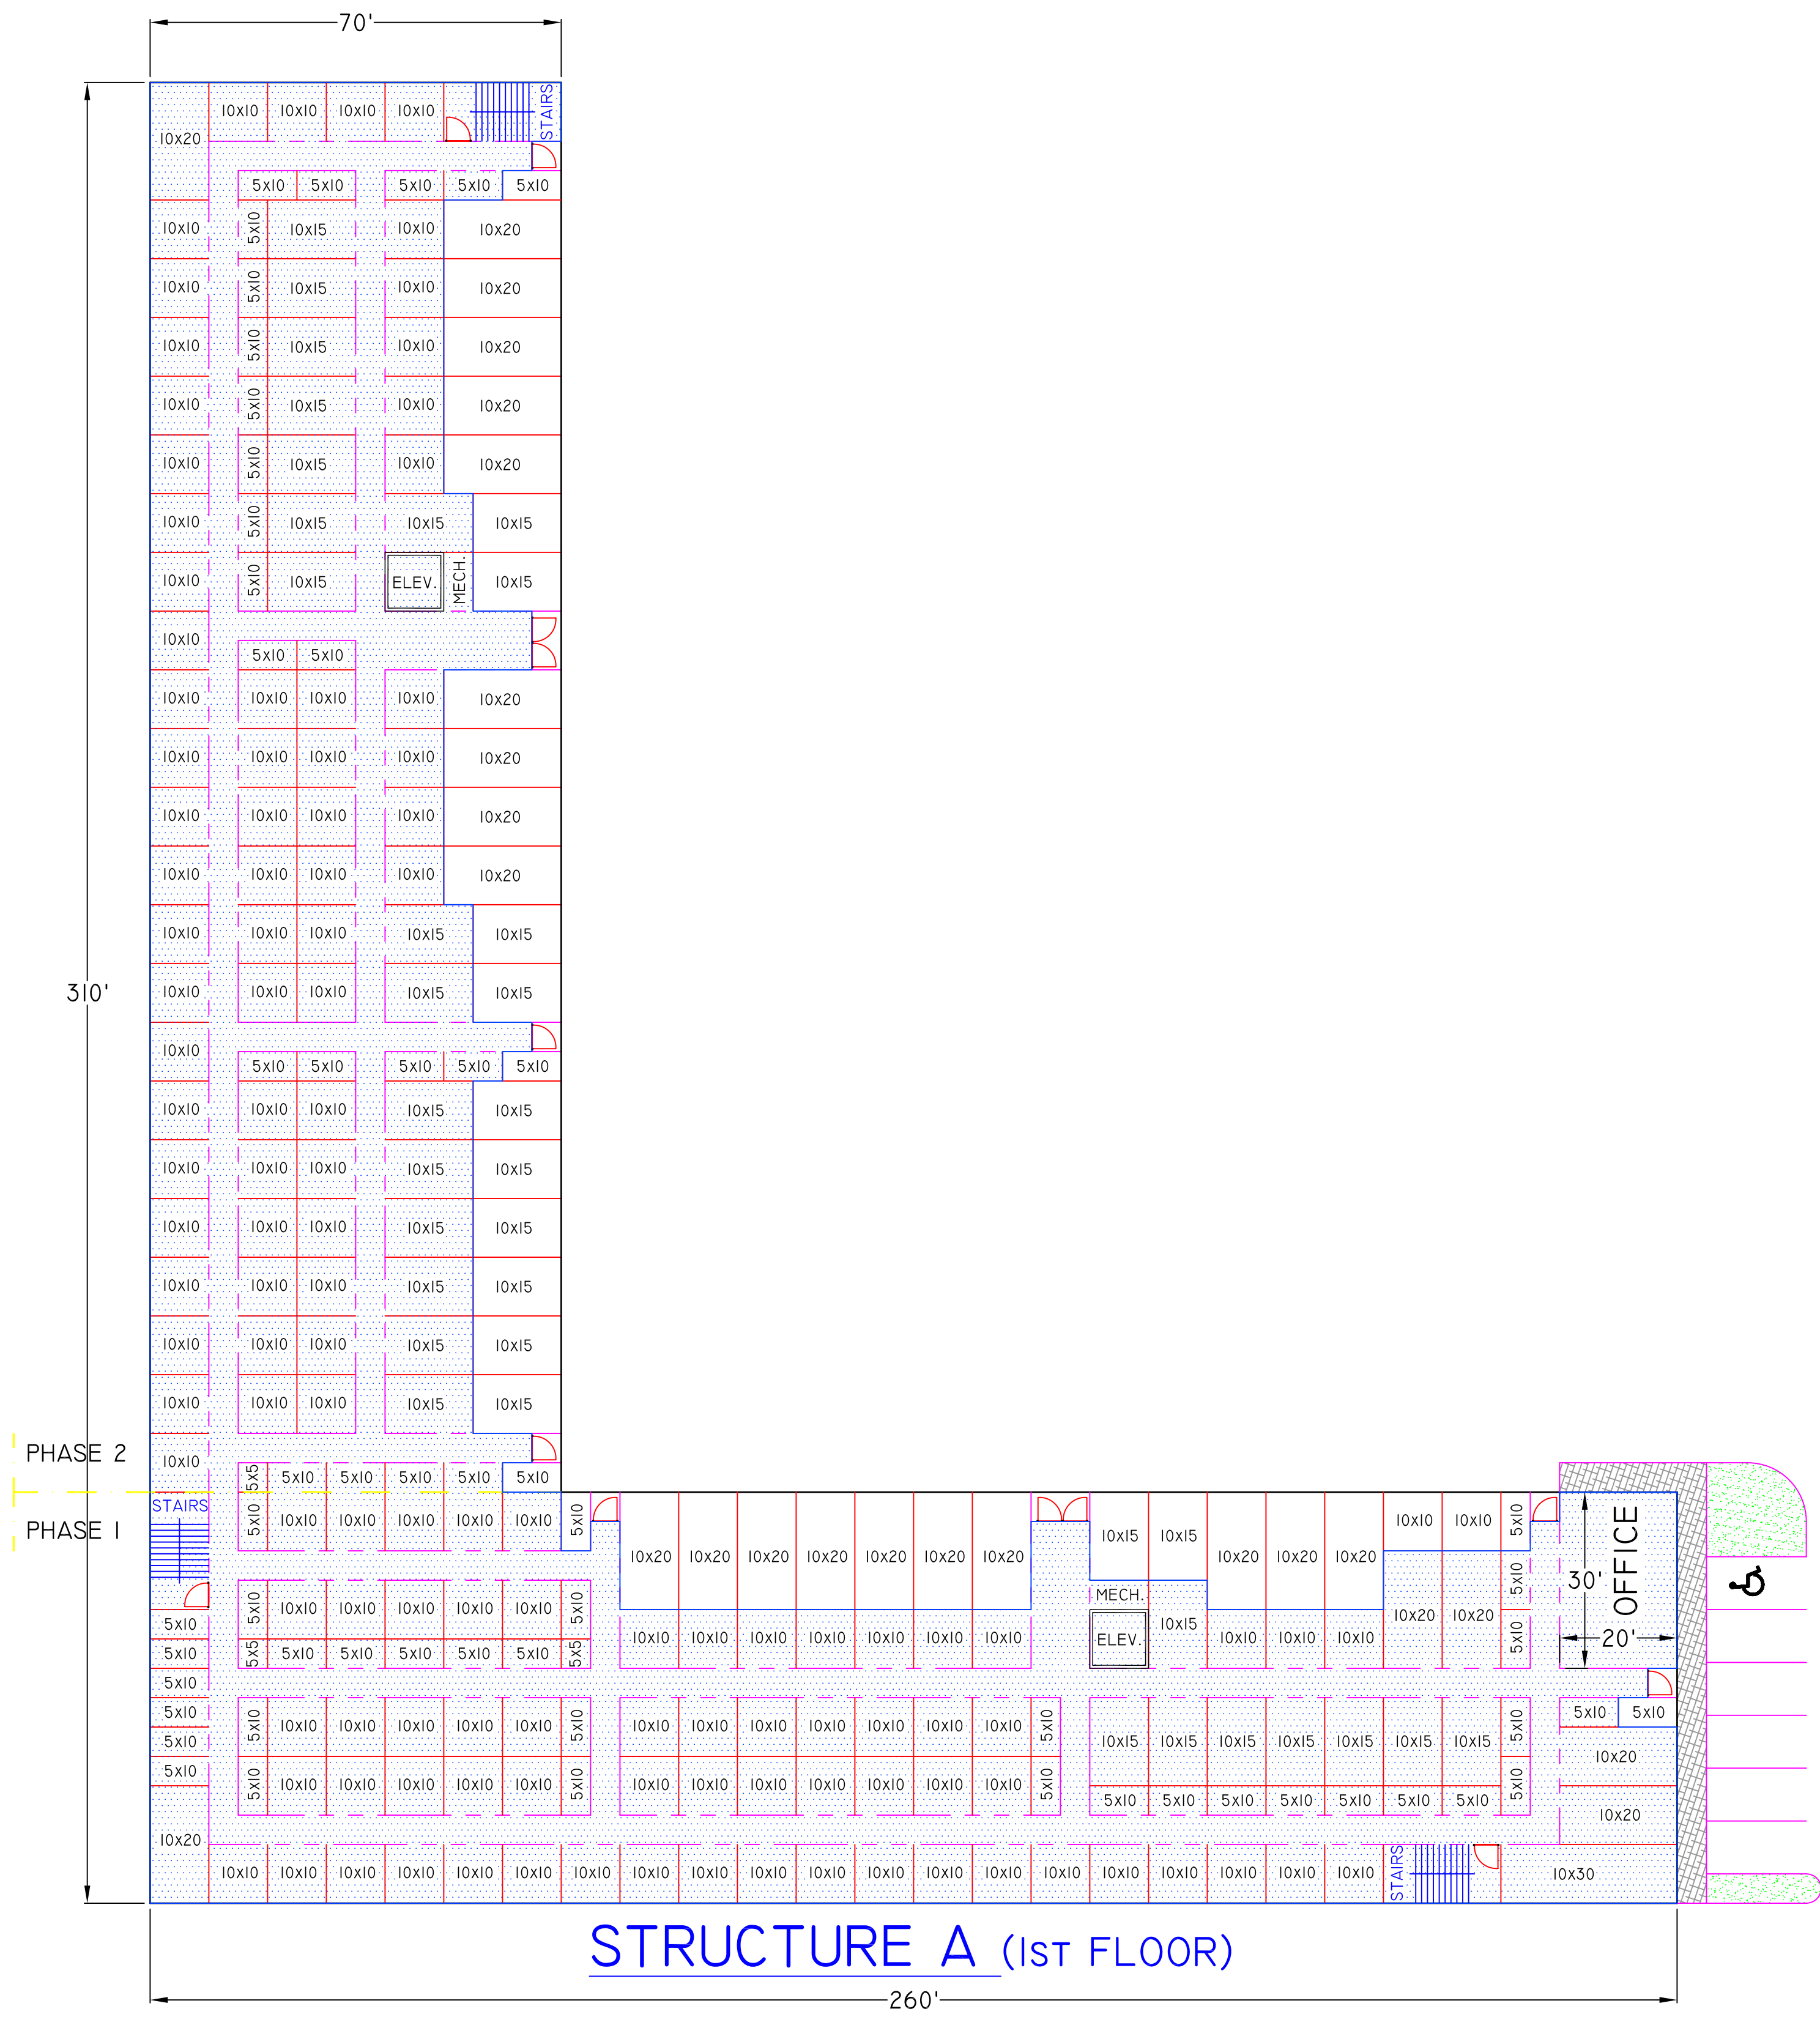 70'
10x10 10x10 10x10 10x10 STAIRS
10x20
5x10 5x10 5x10 5x10 5x10
10x10 5x10 10x15 10x10 10x20
10x10 5x10 10x15 10x10 10x20
10x10 5x10 10x15 10x10 10x20
10x10 5x10 10x15 10x10 10x20
10x10 5x10 10x15 10x10 10x20
10x10 5x10 10x15 10x15 10x15
10x10 5x10 10x15 ELEV. MECH. 10x15
10x10
5x10 5x10
10x10 10x10 10x10 10x10 10x20
10x10 10x10 10x10 10x10 10x20
10x10 10x10 10x10 10x10 10x20
10x10 10x10 10x10 10x10 10x20
10x10 10x10 10x10 10x15 10x15
310'
10x10 10x10 10x10 10x15 10x15
10x10
5x10 5x10 5x10 5x10 5x10
10x10 10x10 10x10 10x15 10x15
10x10 10x10 10x10 10x15 10x15
10x10 10x10 10x10 10x15 10x15
10x10 10x10 10x10 10x15 10x15
10x10 10x10 10x10 10x15 10x15
10x10 10x10 10x10 10x15 10x15
PHASE 2
10x10
5x5 5x10 5x10 5x10 5x10 5x10
STAIRS
PHASE 1
5x10 10x10 10x10 10x10 10x10 10x10 5x10
10x15 10x15 10x10 10x10 5x10
10x20 10x20 10x20 10x20 10x20 10x20 10x20 10x20 10x20 10x20
OFFICE
30'
5x10
MECH.
5x10 10x10 10x10 10x10 10x10 10x10 5x10
5x10
10x15 10x20 10x20
10x10 10x10 10x10 10x10 10x10 10x10 10x10 ELEV. 10x10 10x10 10x10 5x10 20'
5x10 5x5 5x10 5x10 5x10 5x10 5x10 5x5
5x10
5x10 5x10 10x10 10x10 10x10 10x10 10x10 5x10 10x10 10x10 10x10 10x10 10x10 10x10 10x10 5x10 10x15 10x15 10x15 10x15 10x15 10x15 10x15 5x10 5x10 5x10
5x10
10x20
5x10 5x10 10x10 10x10 10x10 10x10 10x10 5x10 10x10 10x10 10x10 10x10 10x10 10x10 10x10 5x10 5x10 5x10 5x10 5x10 5x10 5x10 5x10 5x10
10x20
10x20
10x10 10x10 10x10 10x10 10x10 10x10 10x10 10x10 10x10 10x10 10x10 10x10 10x10 10x10 10x10 10x10 10x10 10x10 10x10 10x10 STAIRS 10x30
STRUCTURE A (1ST FLOOR)
260'